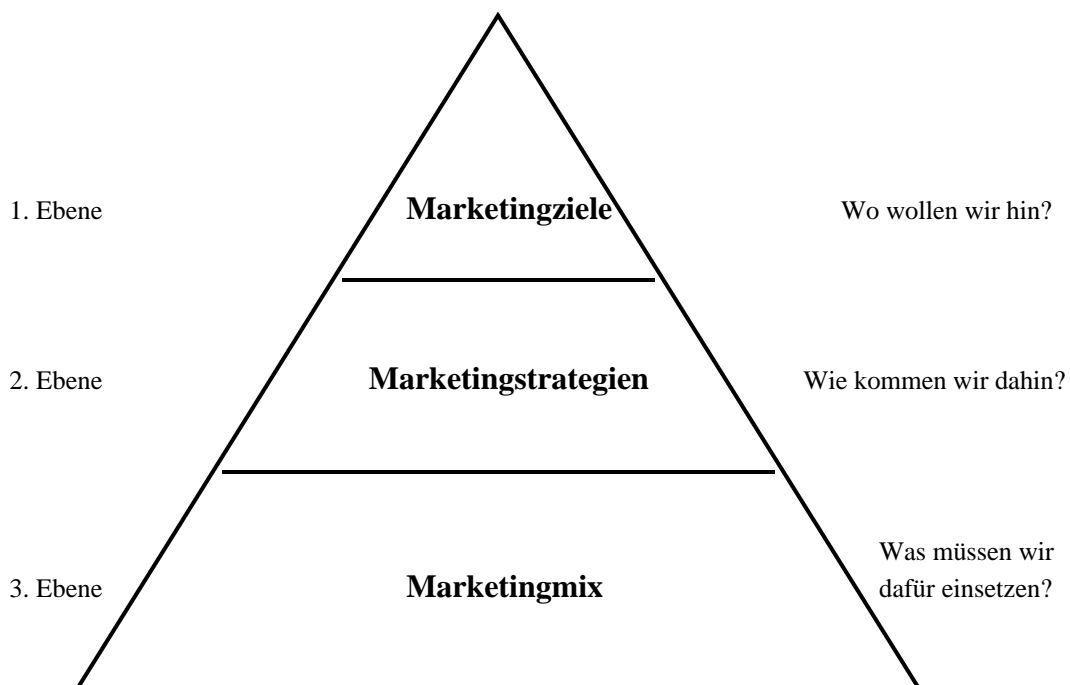 1. Ebene
Marketingziele
Wo wollen wir hin?
2. Ebene
Marketingstrategien
Wie kommen wir dahin?
3. Ebene
Marketingmix
Was müssen wir
dafür einsetzen?